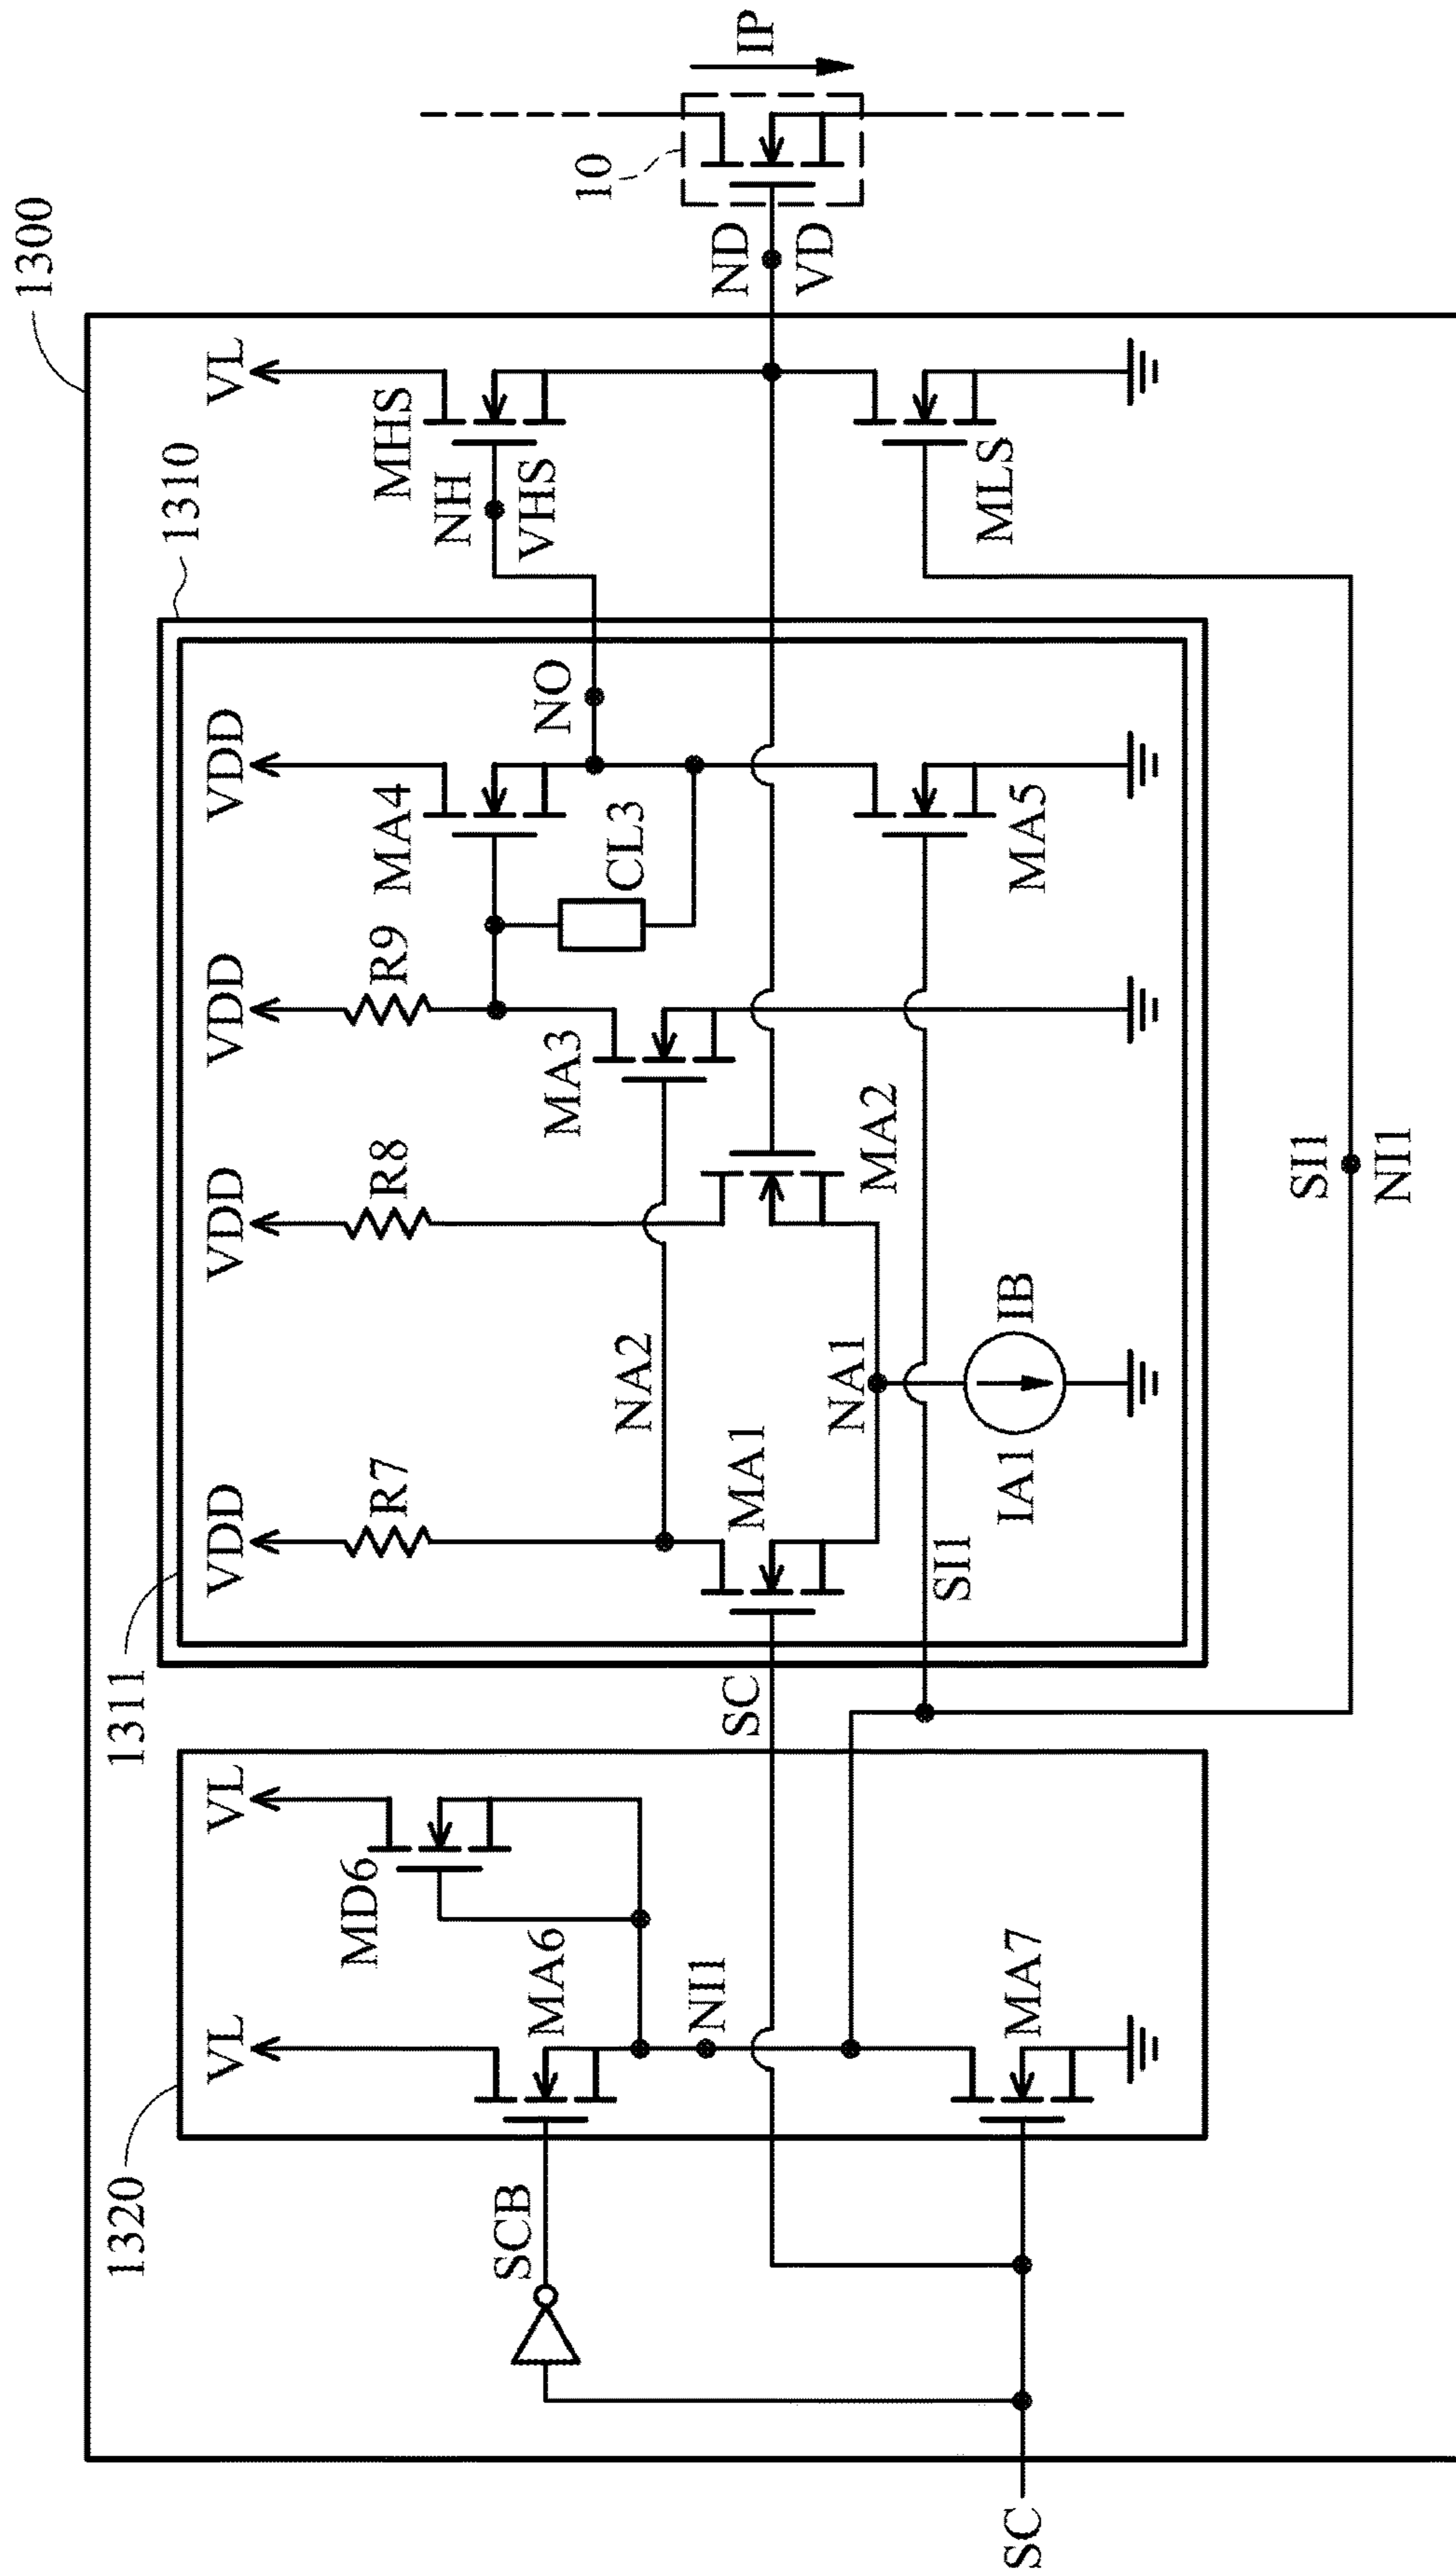 1300
1320
1311
1310
VL
VL
VDD
VDD
VDD
VDD
VL
MD6
R7
R8
R9
MA4
MHS
NH
VHS
SCB
MA6
NI1
NA2
MA3
CL3
NO
10
IP
SC
MA1
NA1
MA2
ND
VD
MA7
SI1
IA1
IB
MA5
MLS
SC
SI1
NI1